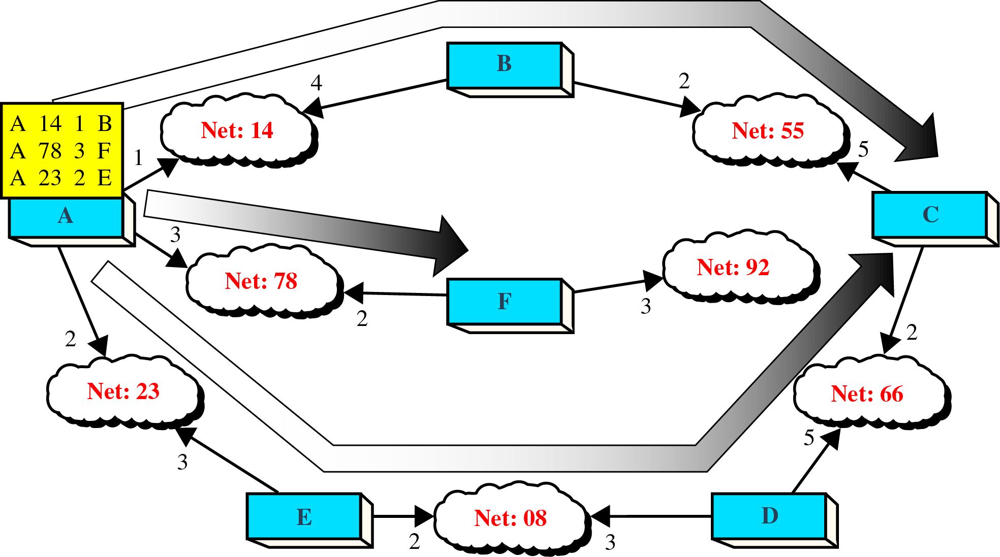 B
4
2
A 14 1 B
A 78 3 F
A 23 2 E
Net: 14
Net: 55
1
5
A
C
3
Net: 78
Net: 92
F
2
3
2
2
Net: 23
Net: 66
3
5
E
Net: 08
D
2
3